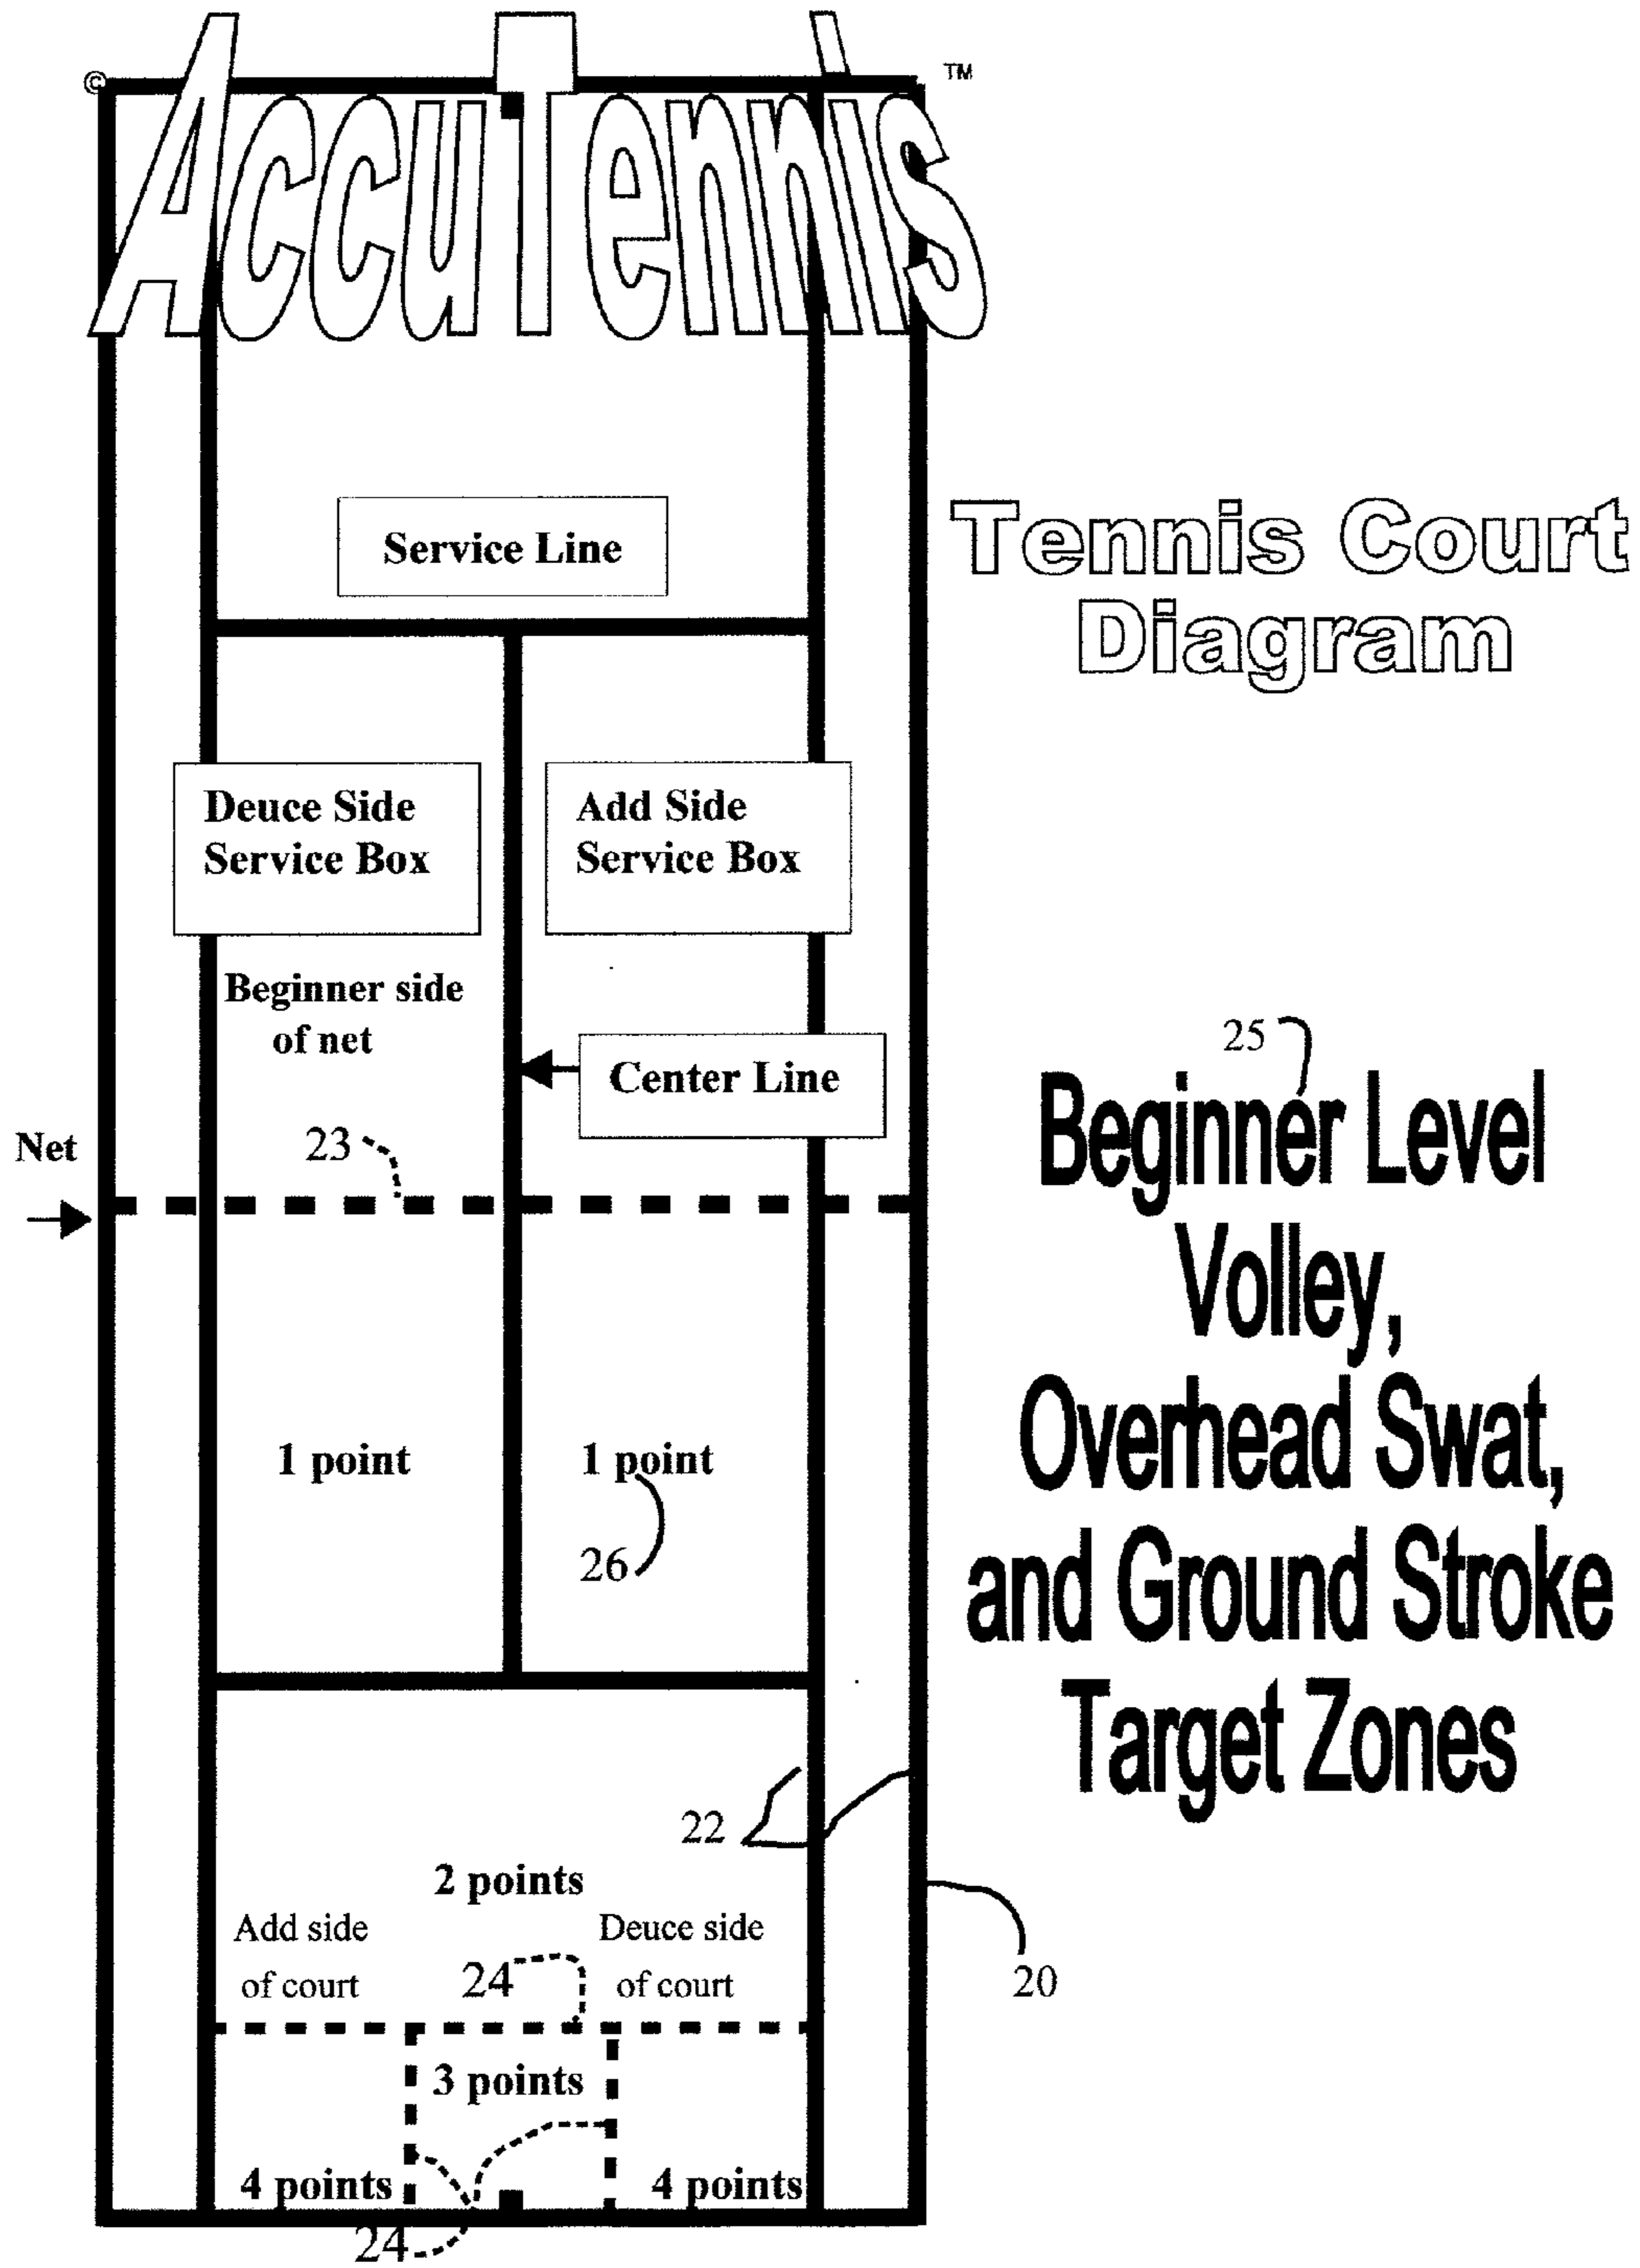 ©
AccuTennis
™
Service Line
Tennis Court
Diagram
Deuce Side
Service Box
Add Side
Service Box
Beginner side
of net
Center Line
Net
23
25
Beginner Level
Volley,
Overhead Swat,
and Ground Stroke
Target Zones
1 point
1 point
26
22
2 points
Add side
of court
Deuce side
of court
24
20
3 points
4 points
4 points
24